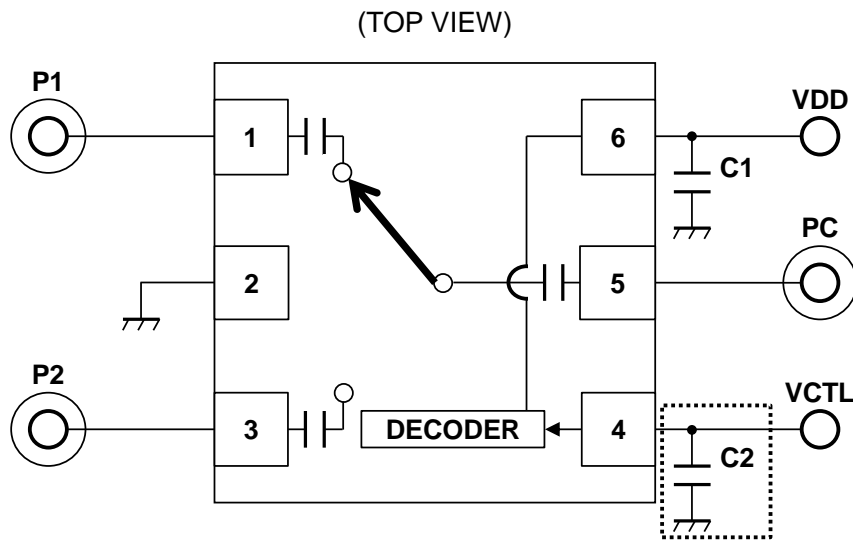 (TOP VIEW)
P1
VDD
1
6
C1
PC
2
5
P2
VCTL
3
DECODER
4
C2